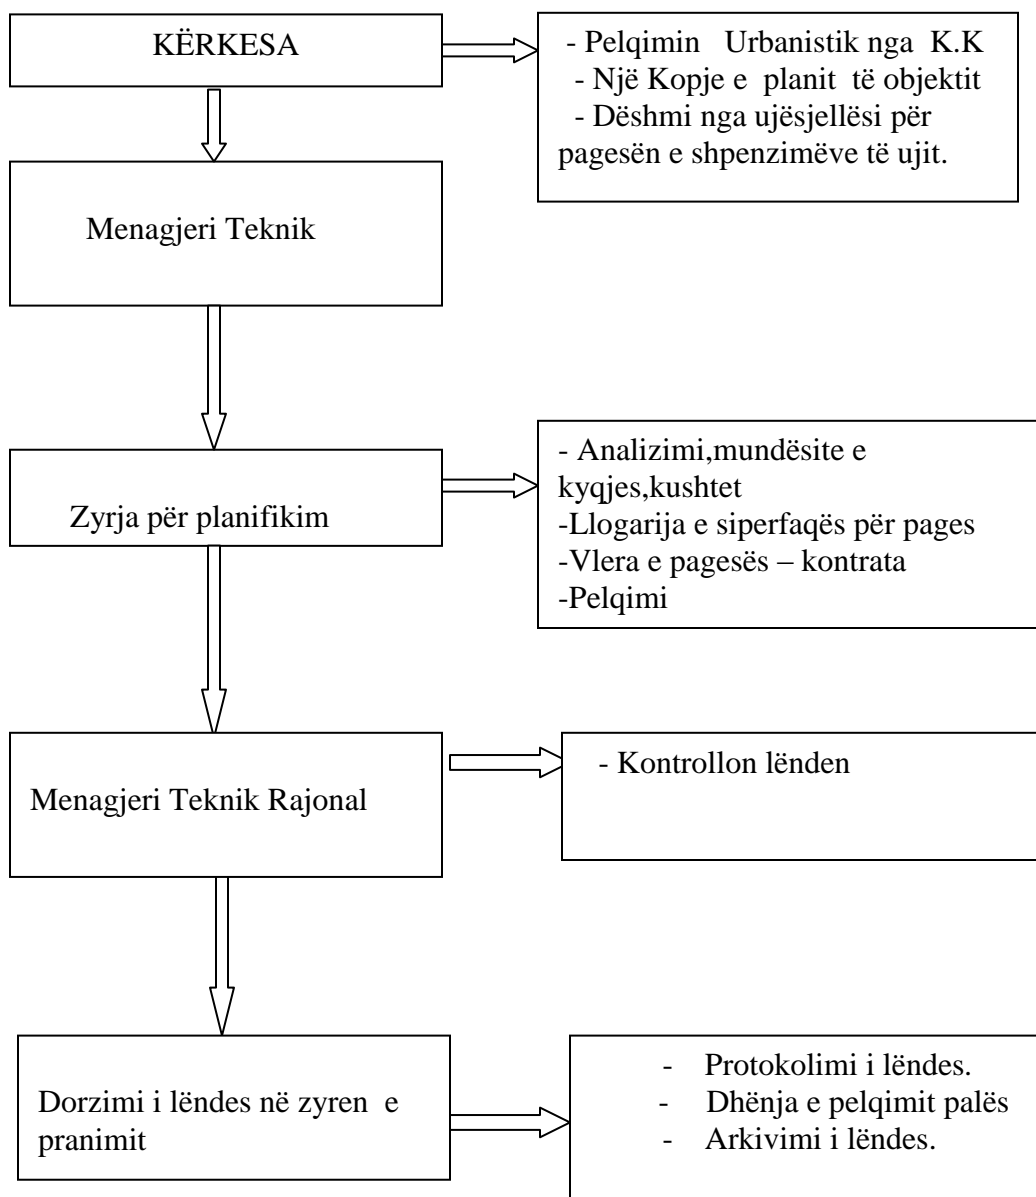 KËRKESA
- Pelqimin Urbanistik nga K.K
- Një Kopje e planit të objektit
- Dëshmi nga ujësjellësi për
pagesën e shpenzimëve të ujit.
Menagjeri Teknik
Zyrja për planifikim
- Analizimi,mundësite e
kyqjes,kushtet
-Llogarija e siperfaqës për pages
-Vlera e pagesës – kontrata
-Pelqimi
Menagjeri Teknik Rajonal
- Kontrollon lënden
Dorzimi i lëndes në zyren e
pranimit
- Protokolimi i lëndes.
- Dhënja e pelqimit palës
- Arkivimi i lëndes.